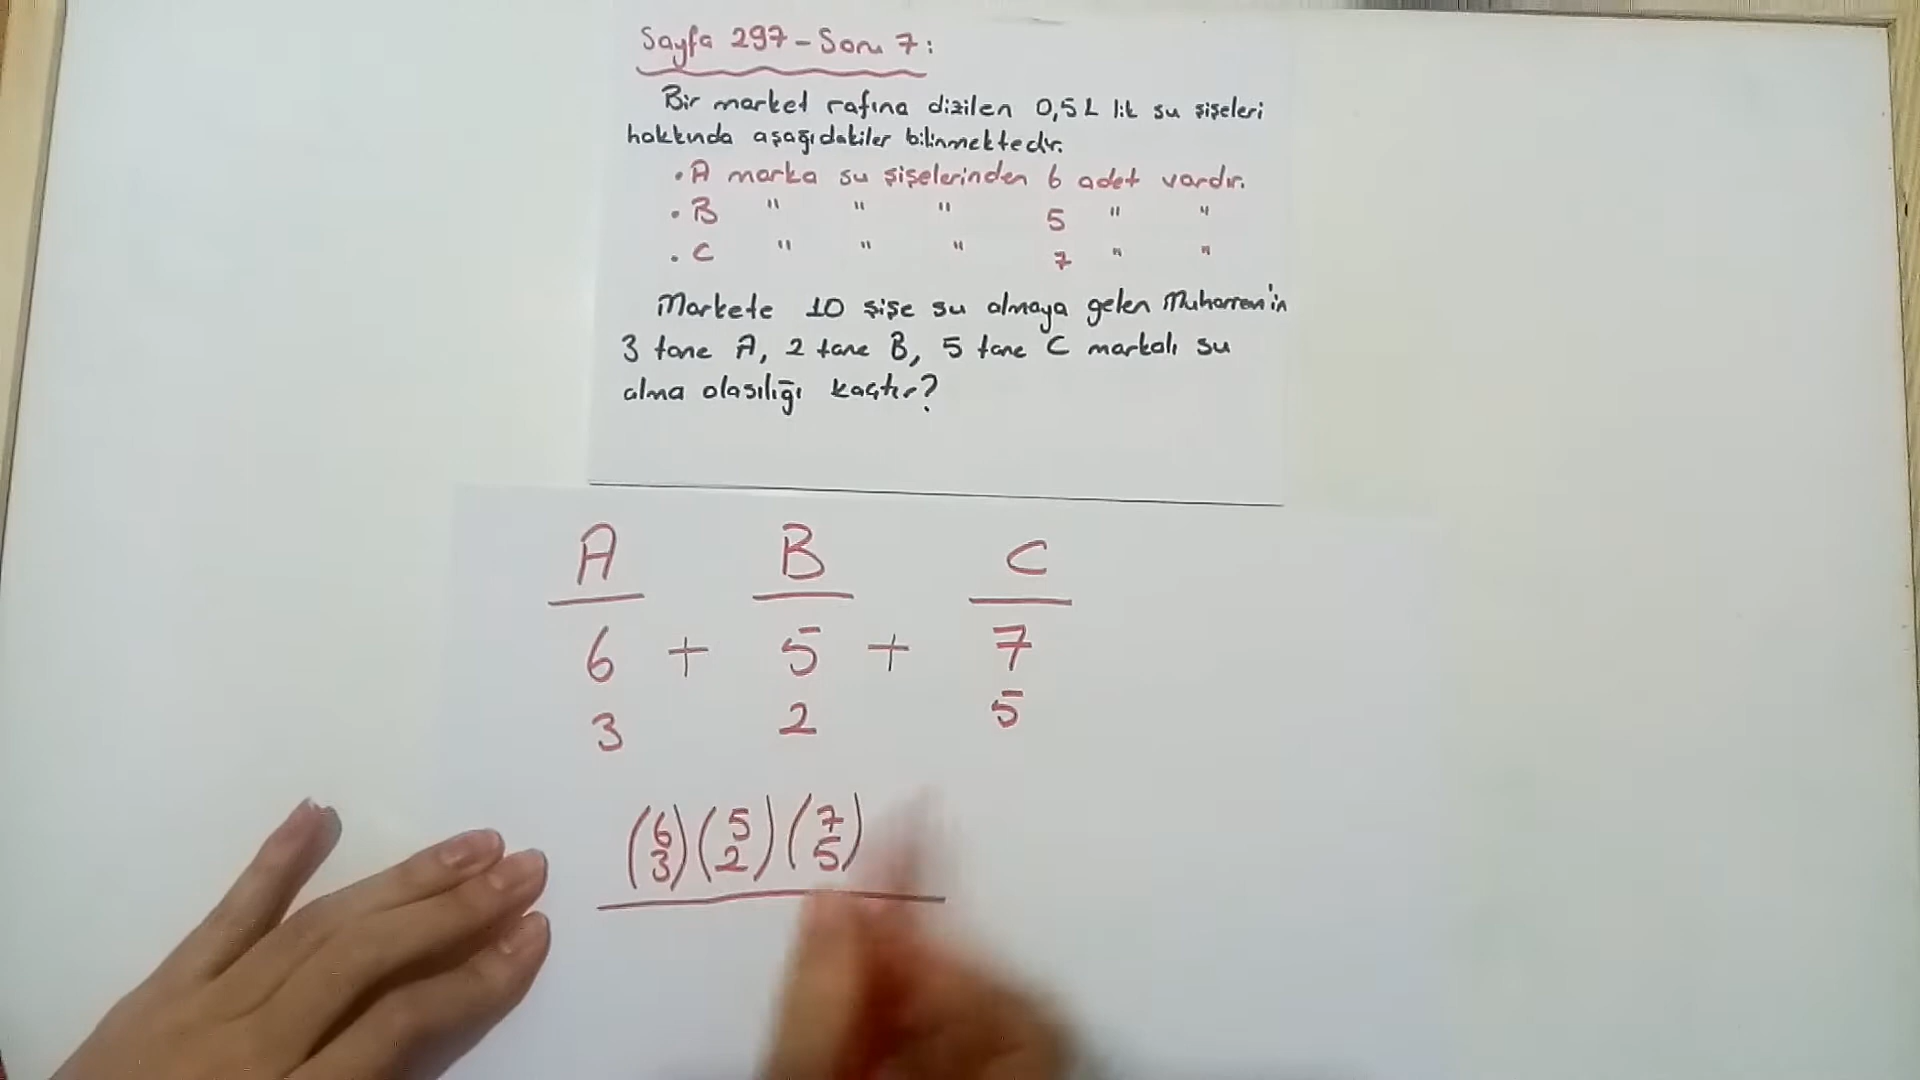 Sayfa 297 - Soru 7:
Bir market rafına dizilen 0,5 L lik su şişeleri
hakkında aşağıdakiler bilinmektedir.
• A marka su şişelerinden 6 adet vardır.
• B " " " 5 " "
• C " " " 7 " "
Markete 10 şişe su almaya gelen Muharrem'in
3 tane A, 2 tane B, 5 tane C markalı su
alma olasılığı kaçtır?
A B C
6 + 5 + 7
3 2 5
(6 3) (5 2) (7 5)